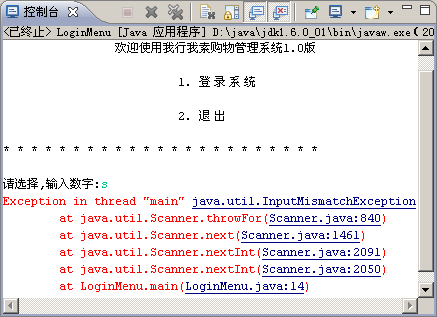 控制台
<已终止> LoginMenu [Java 应用程序] D:\java\jdk1.6.0_01\bin\javaw.exe（20
欢迎使用我行我素购物管理系统1.0版
1. 登录系统
2. 退出
* * * * * * * * * * * * * * * * * * * * * * *
请选择,输入数字:s
Exception in thread "main" java.util.InputMismatchException
at java.util.Scanner.throwFor(Scanner.java:840)
at java.util.Scanner.next(Scanner.java:1461)
at java.util.Scanner.nextInt(Scanner.java:2091)
at java.util.Scanner.nextInt(Scanner.java:2050)
at LoginMenu.main(LoginMenu.java:14)